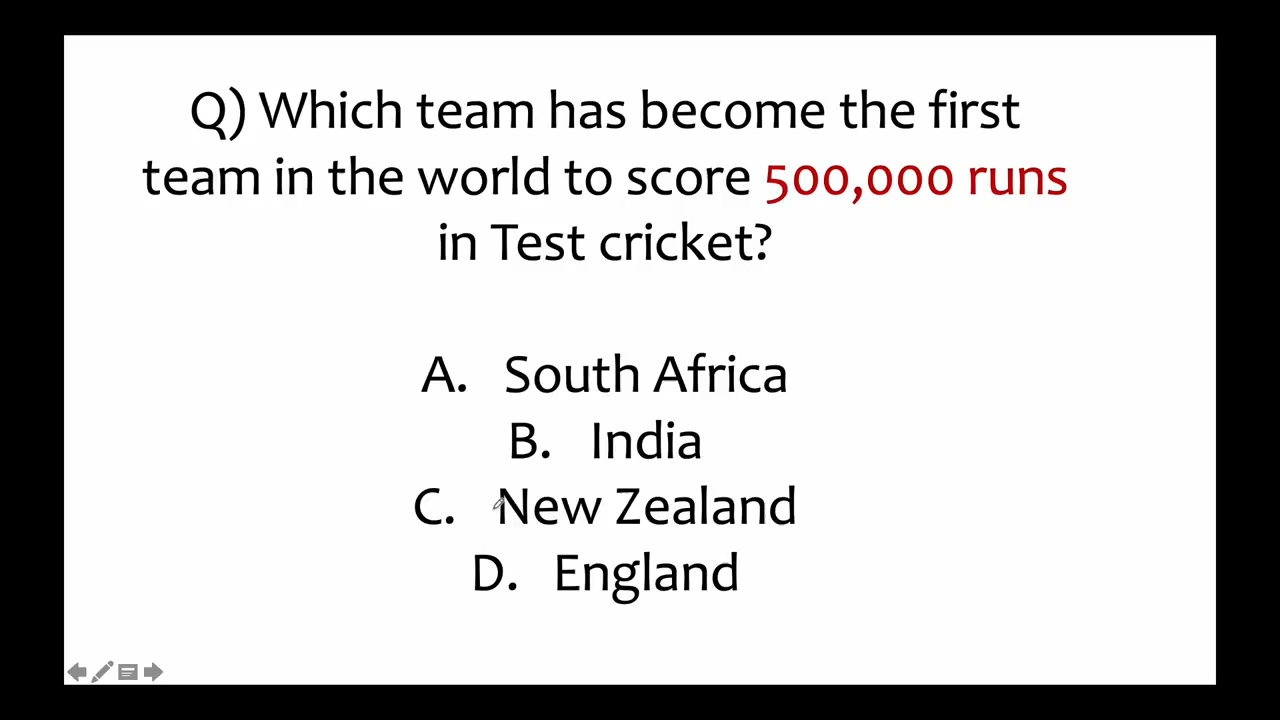 Q) Which team has become the first
team in the world to score 500,000 runs
in Test cricket?
A. South Africa
B. India
C. New Zealand
D. England